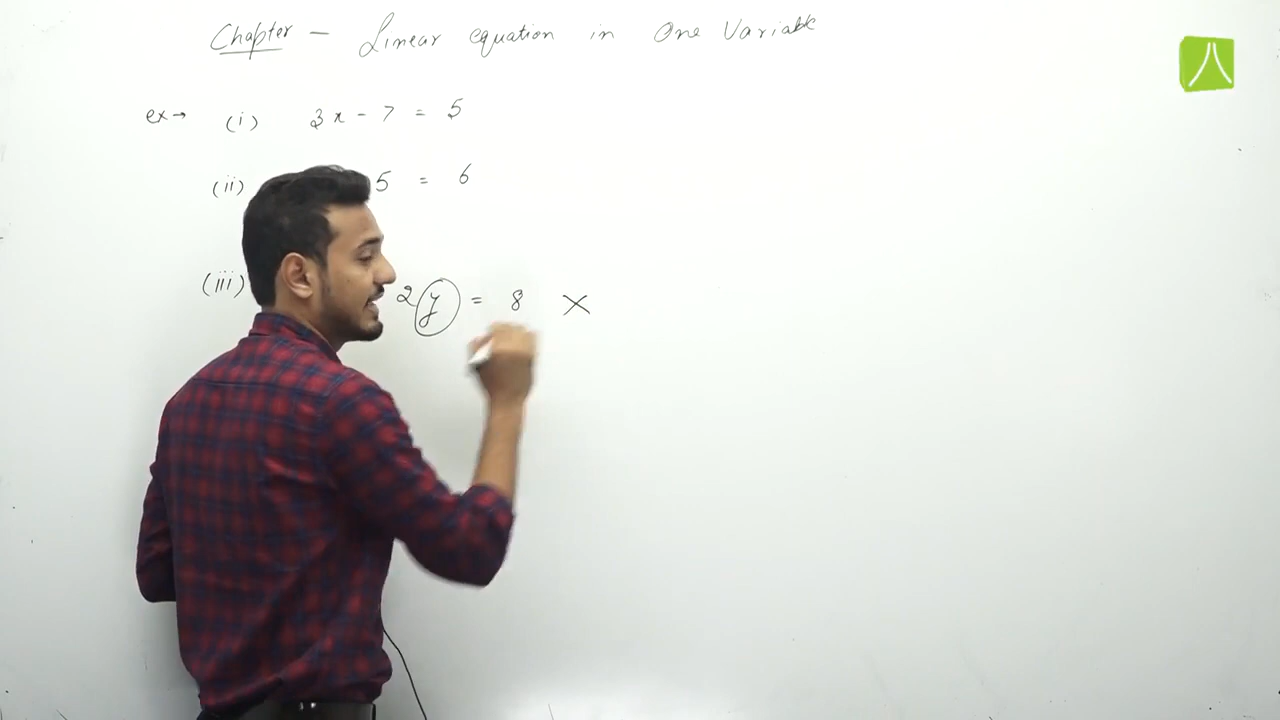 Chapter - Linear equation in One Variable
ex→ (i) 3x - 7 = 5
(ii) 5 = 6
(iii) 2y = 8 ×